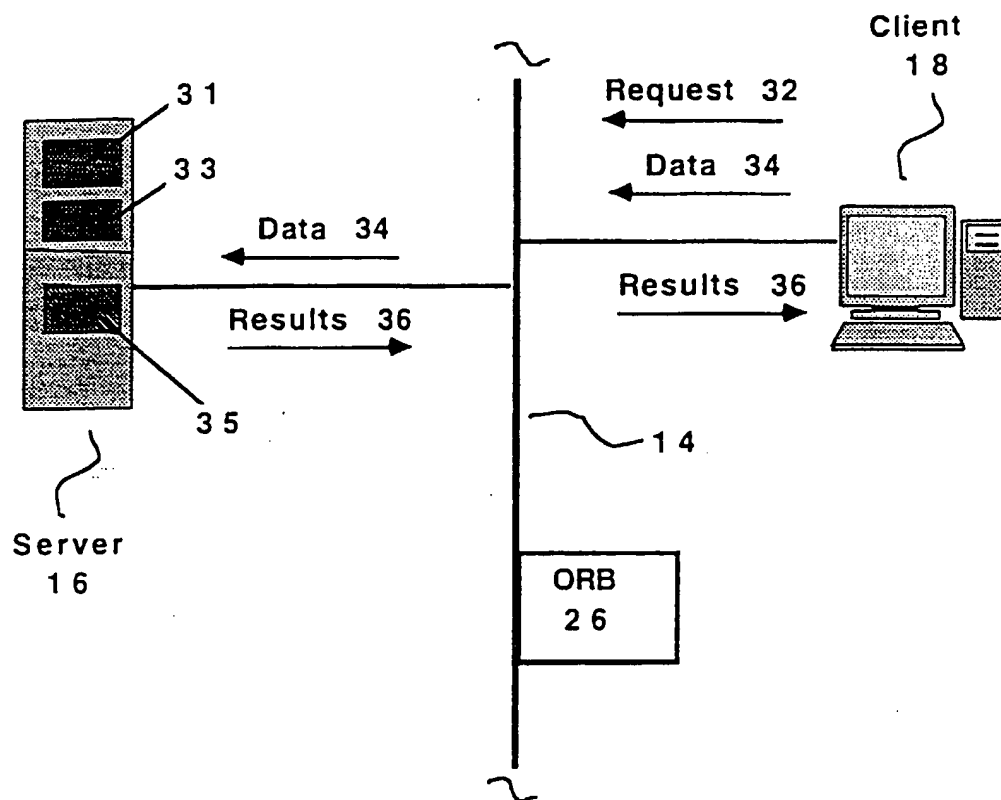 Client
18
Request 32
31
Data 34
33
Data 34
Results 36
Results 36
35
14
Server
16
ORB
26